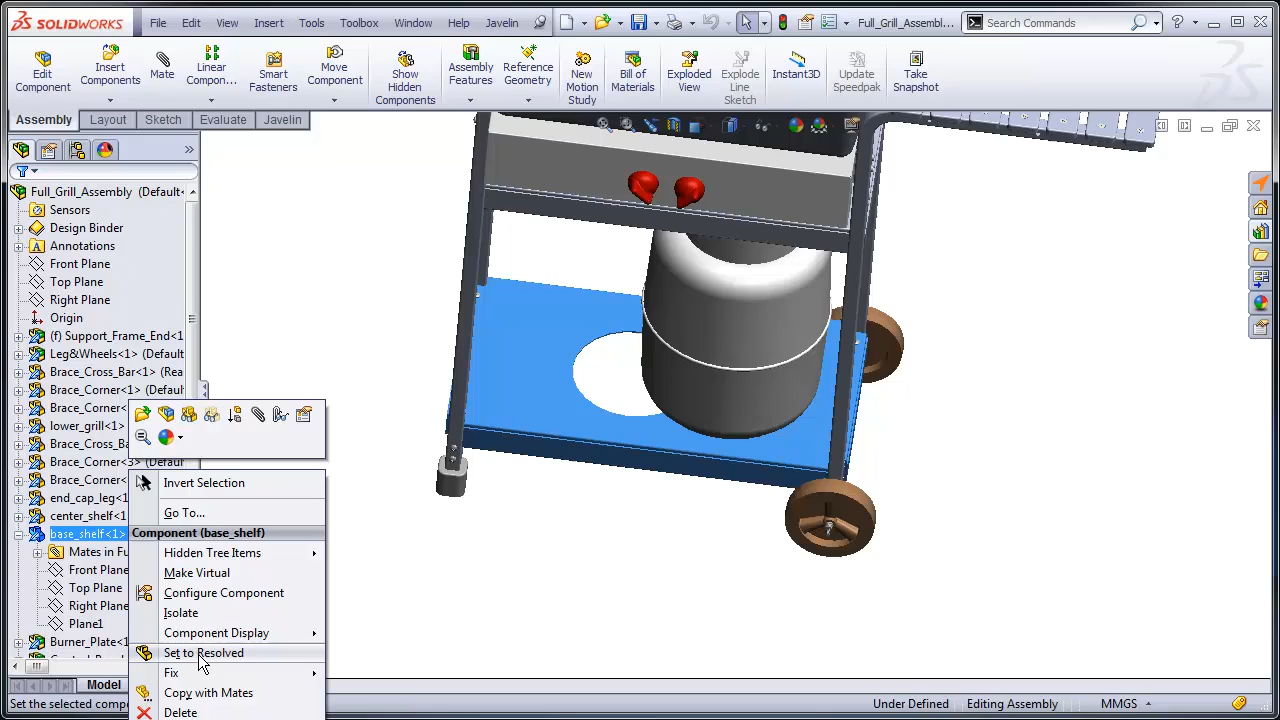 SOLIDWORKS File Edit View Insert Tools Toolbox Window Help Javelin Full_Grill_Assembl... Search Commands ?
Edit Component
Insert Components
Mate
Linear Compon...
Smart Fasteners
Move Component
Show Hidden Components
Assembly Features
Reference Geometry
New Motion Study
Bill of Materials
Exploded View
Explode Line Sketch
Instant3D
Update Speedpak
Take Snapshot
Assembly Layout Sketch Evaluate Javelin
Full_Grill_Assembly (Default<
Sensors
Design Binder
Annotations
Front Plane
Top Plane
Right Plane
Origin
(f) Support_Frame_End<1
Leg&Wheels<1> (Default
Brace_Cross_Bar<1> (Rea
Brace_Corner<1> (Defaul
Brace_Corner<
lower_grill<1>
Brace_Cross_Ba
Brace_Corner<3> (Defaul
Brace_Corner<
end_cap_leg<1
center_shelf<1
base_shelf<1>
Mates in Fu
Front Plane
Top Plane
Right Plane
Plane1
Burner_Plate<1> (Defaul
Invert Selection
Go To...
Component (base_shelf)
Hidden Tree Items
Make Virtual
Configure Component
Isolate
Component Display
Set to Resolved
Fix
Copy with Mates
Delete
Model
Set the selected compo Under Defined Editing Assembly MMGS